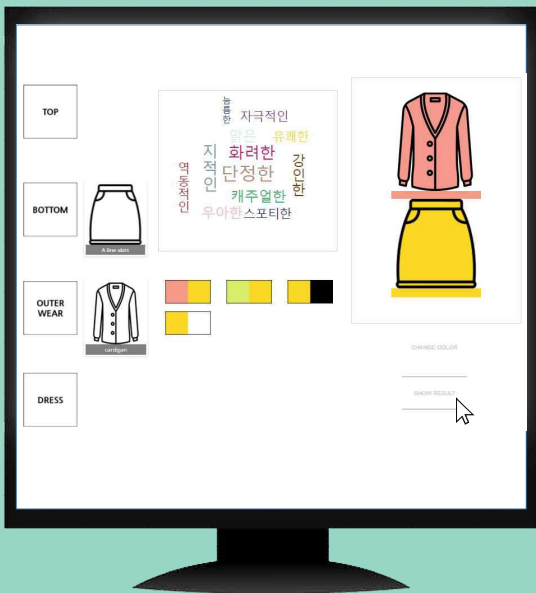 TOP
BOTTOM
A line skirt
OUTER
WEAR
cardigan
DRESS
늠름한
자극적인
맑은
유쾌한
지적인
화려한
강인한
역동적인
단정한
캐주얼한
우아한
스포티한
CHANGE COLOR
SHOW RESULT